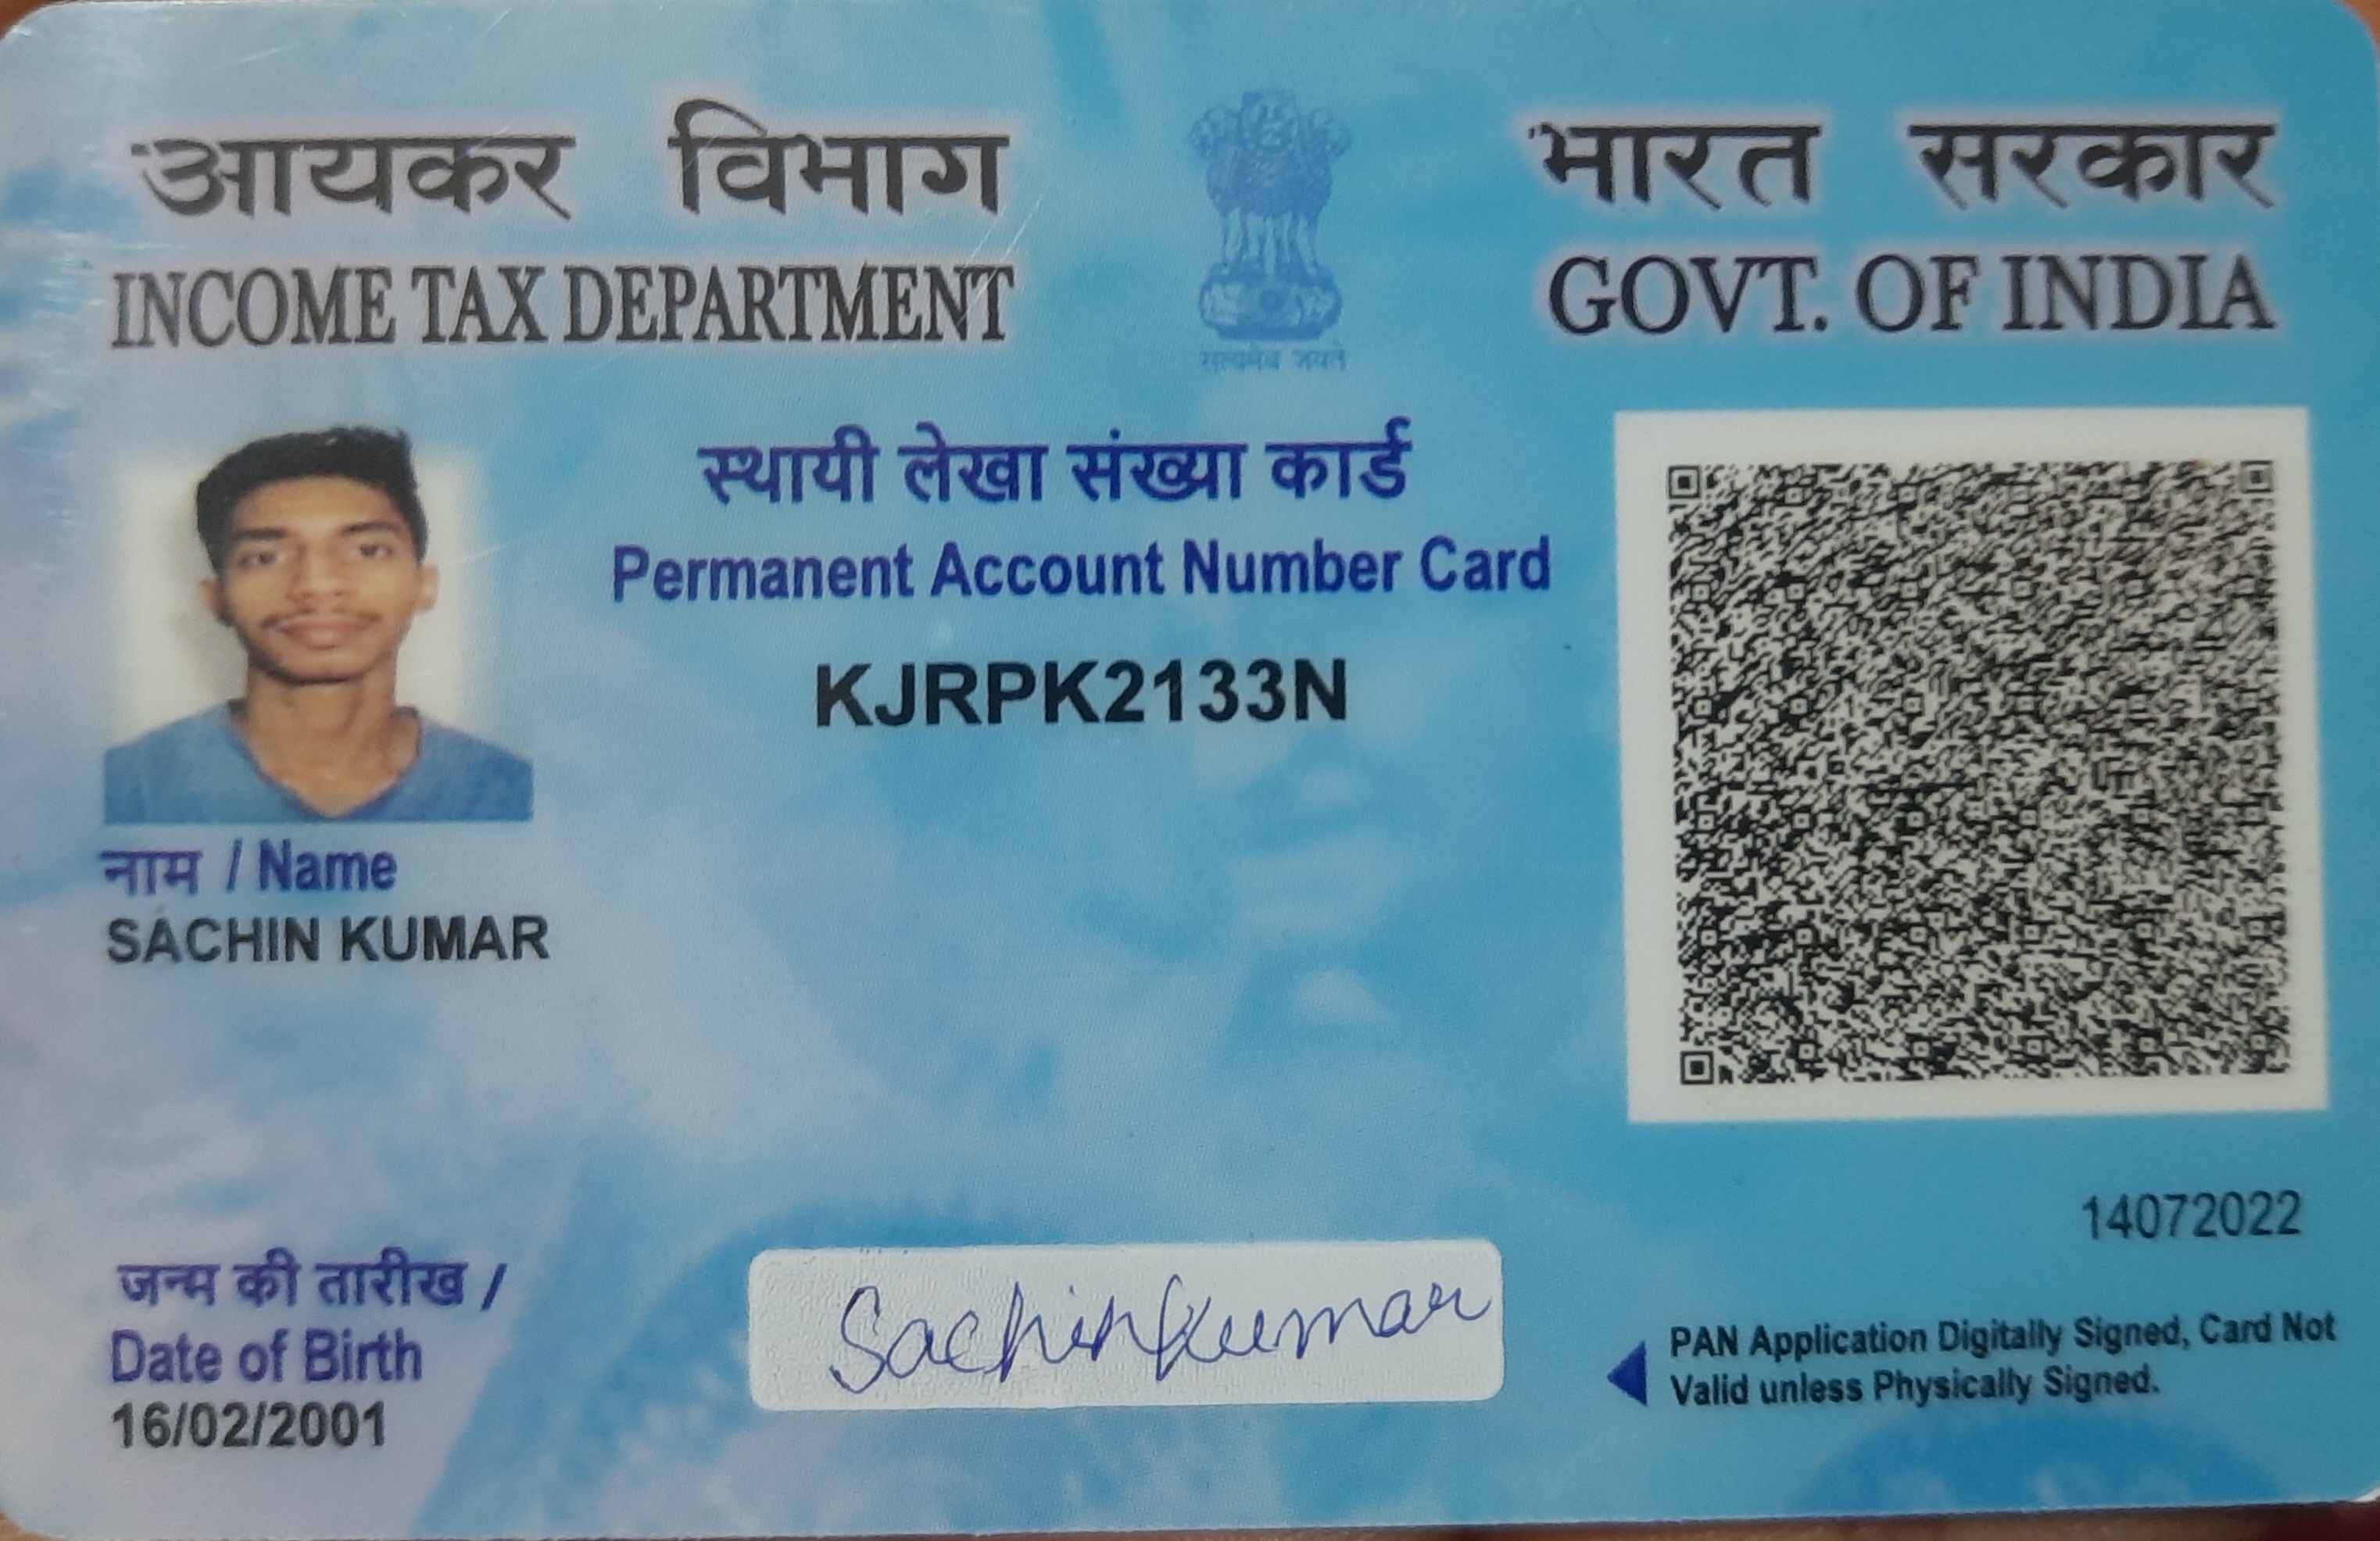 आयकर विभाग
INCOME TAX DEPARTMENT
सत्यमेव जयते
भारत सरकार
GOVT. OF INDIA
स्थायी लेखा संख्या कार्ड
Permanent Account Number Card
KJRPK2133N
नाम / Name
SACHIN KUMAR
जन्म की तारीख /
Date of Birth
16/02/2001
Sachin Kumar
14072022
PAN Application Digitally Signed, Card Not
Valid unless Physically Signed.